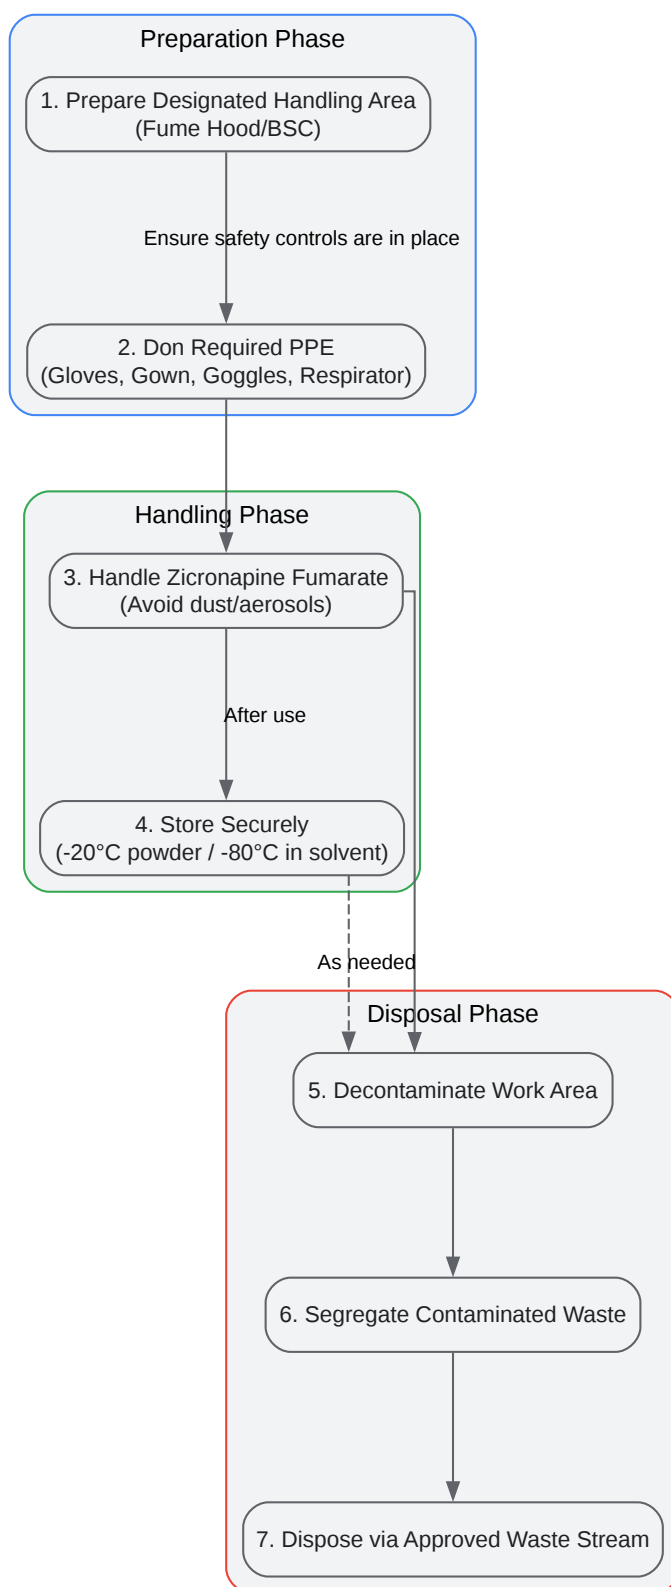 Preparation Phase
1. Prepare Designated Handling Area
(Fume Hood/BSC)
Ensure safety controls are in place
2. Don Required PPE
(Gloves, Gown, Goggles, Respirator)
Handling Phase
3. Handle Zicronapine Fumarate
(Avoid dust/aerosols)
After use
4. Store Securely
(-20°C powder / -80°C in solvent)
As needed
Disposal Phase
5. Decontaminate Work Area
6. Segregate Contaminated Waste
7. Dispose via Approved Waste Stream